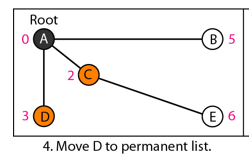 Root
0 A B 5
2 C
3 D E 6
4. Move D to permanent list.